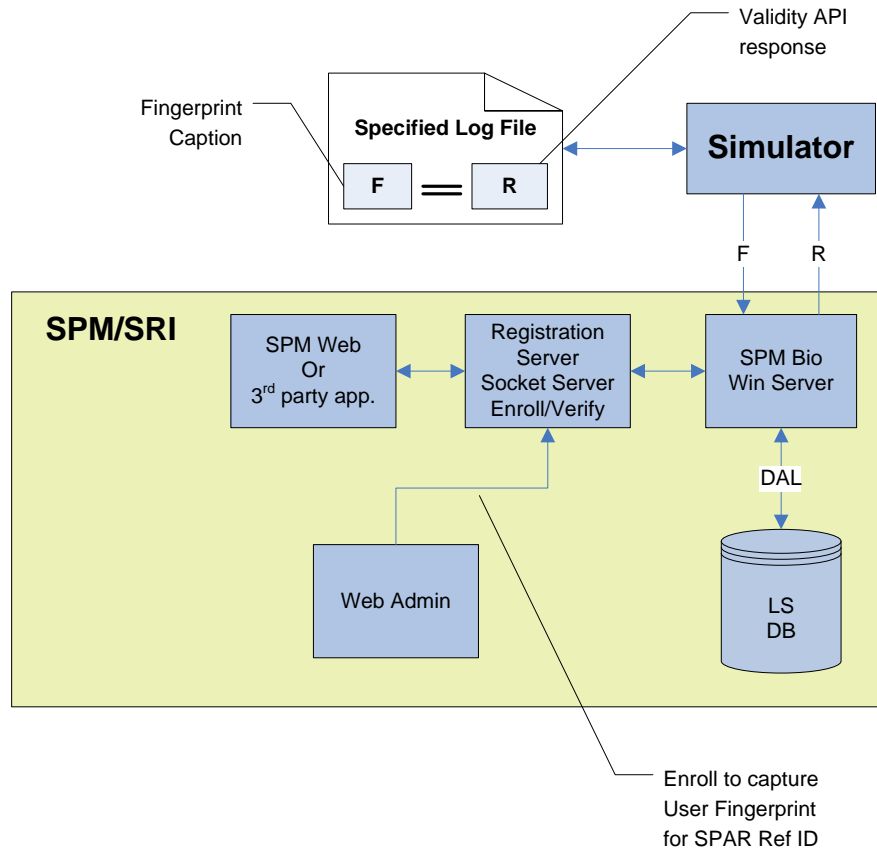 Validity API
response
Fingerprint
Caption
Specified Log File
F
R
Simulator
F
R
SPM/SRI
SPM Web
Or
3rd party app.
Registration
Server
Socket Server
Enroll/Verify
SPM Bio
Win Server
DAL
Web Admin
LS
DB
Enroll to capture
User Fingerprint
for SPAR Ref ID